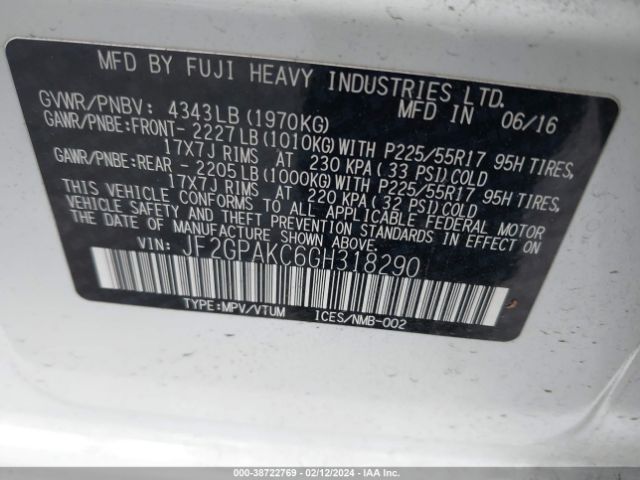 MFD BY FUJI HEAVY INDUSTRIES LTD.
MFD IN 06/16
GVWR/PNBV: 4343LB (1970KG)
GAWR/PNBE:FRONT- 2227LB (1010KG) WITH P225/55R17 95H TIRES,
17X7J RIMS AT 230 KPA (33 PSI) COLD
GAWR/PNBE:REAR - 2205LB (1000KG) WITH P225/55R17 95H TIRES,
17X7J RIMS AT 220 KPA (32 PSI) COLD
THIS VEHICLE CONFORMS TO ALL APPLICABLE FEDERAL MOTOR
VEHICLE SAFETY AND THEFT PREVENTION STANDARDS IN EFFECT ON
THE DATE OF MANUFACTURE SHOWN ABOVE.
VIN: JF2GPAKC6GH318290
TYPE:MPV/VTUM ICES/NMB-002
000-38722769 - 02/12/2024 - IAAI.COM